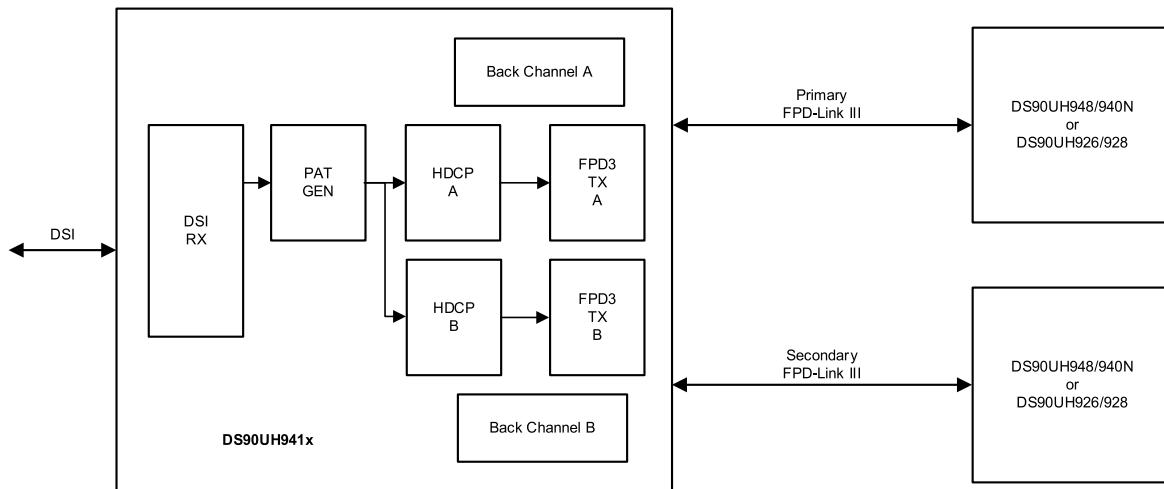 Back Channel A
Primary
FPD-Link III
DS90UH948/940N
or
DS90UH926/928
DSI
RX
PAT
GEN
HDCP
A
FPD3
TX
A
DSI
HDCP
B
FPD3
TX
B
Secondary
FPD-Link III
DS90UH948/940N
or
DS90UH926/928
Back Channel B
DS90UH941x